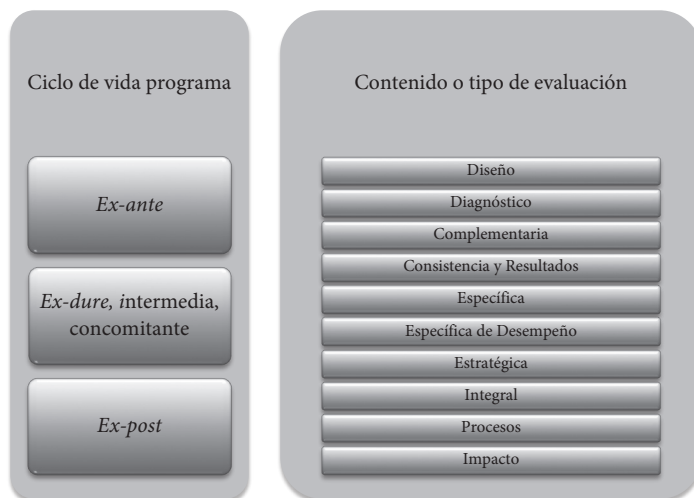 Ciclo de vida programa
Ex-ante
Ex-dure, intermedia,
concomitante
Ex-post
Contenido o tipo de evaluación
Diseño
Diagnóstico
Complementaria
Consistencia y Resultados
Específica
Específica de Desempeño
Estratégica
Integral
Procesos
Impacto